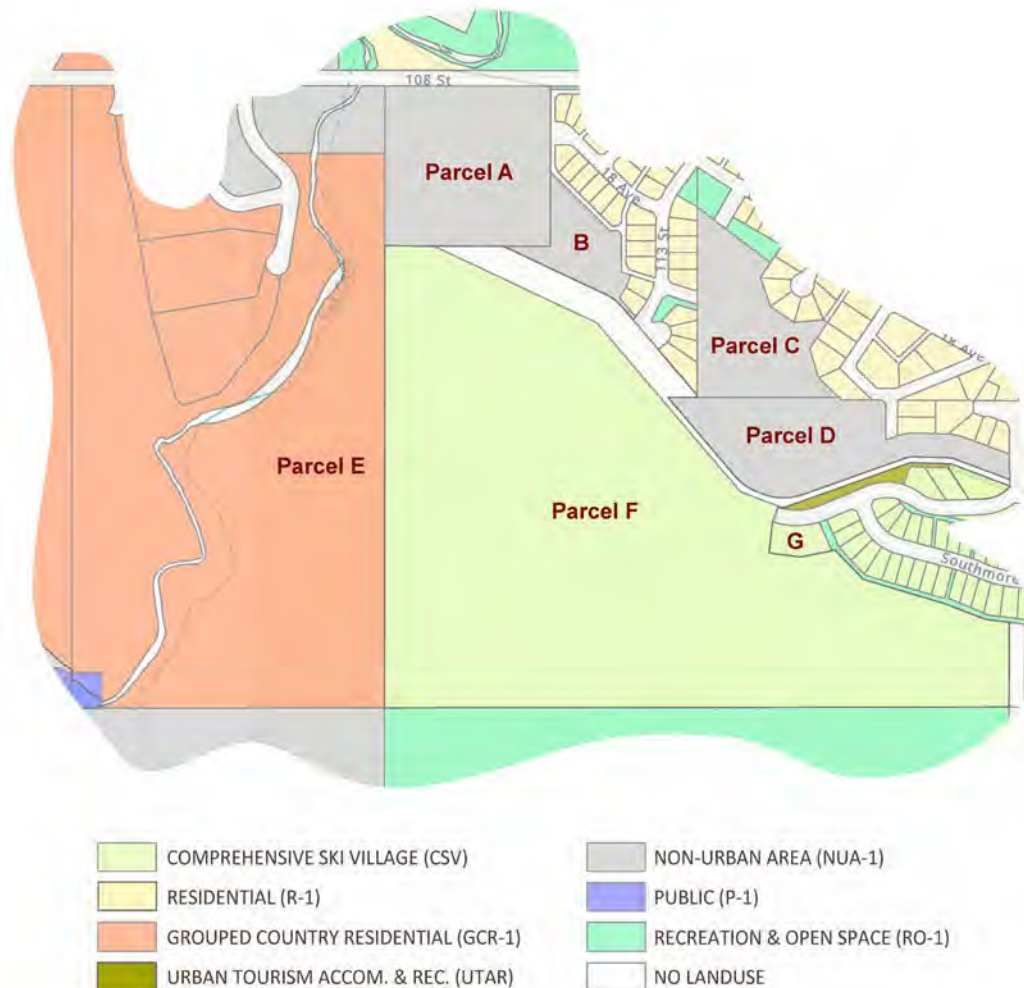 108 St
Parcel A
18 Ave
B
113 St
Parcel C
18 Ave
Parcel D
Parcel E
Parcel F
G
Southmore
COMPREHENSIVE SKI VILLAGE (CSV)
NON-URBAN AREA (NUA-1)
RESIDENTIAL (R-1)
PUBLIC (P-1)
GROUPED COUNTRY RESIDENTIAL (GCR-1)
RECREATION & OPEN SPACE (RO-1)
URBAN TOURISM ACCOM. & REC. (UTAR)
NO LANDUSE